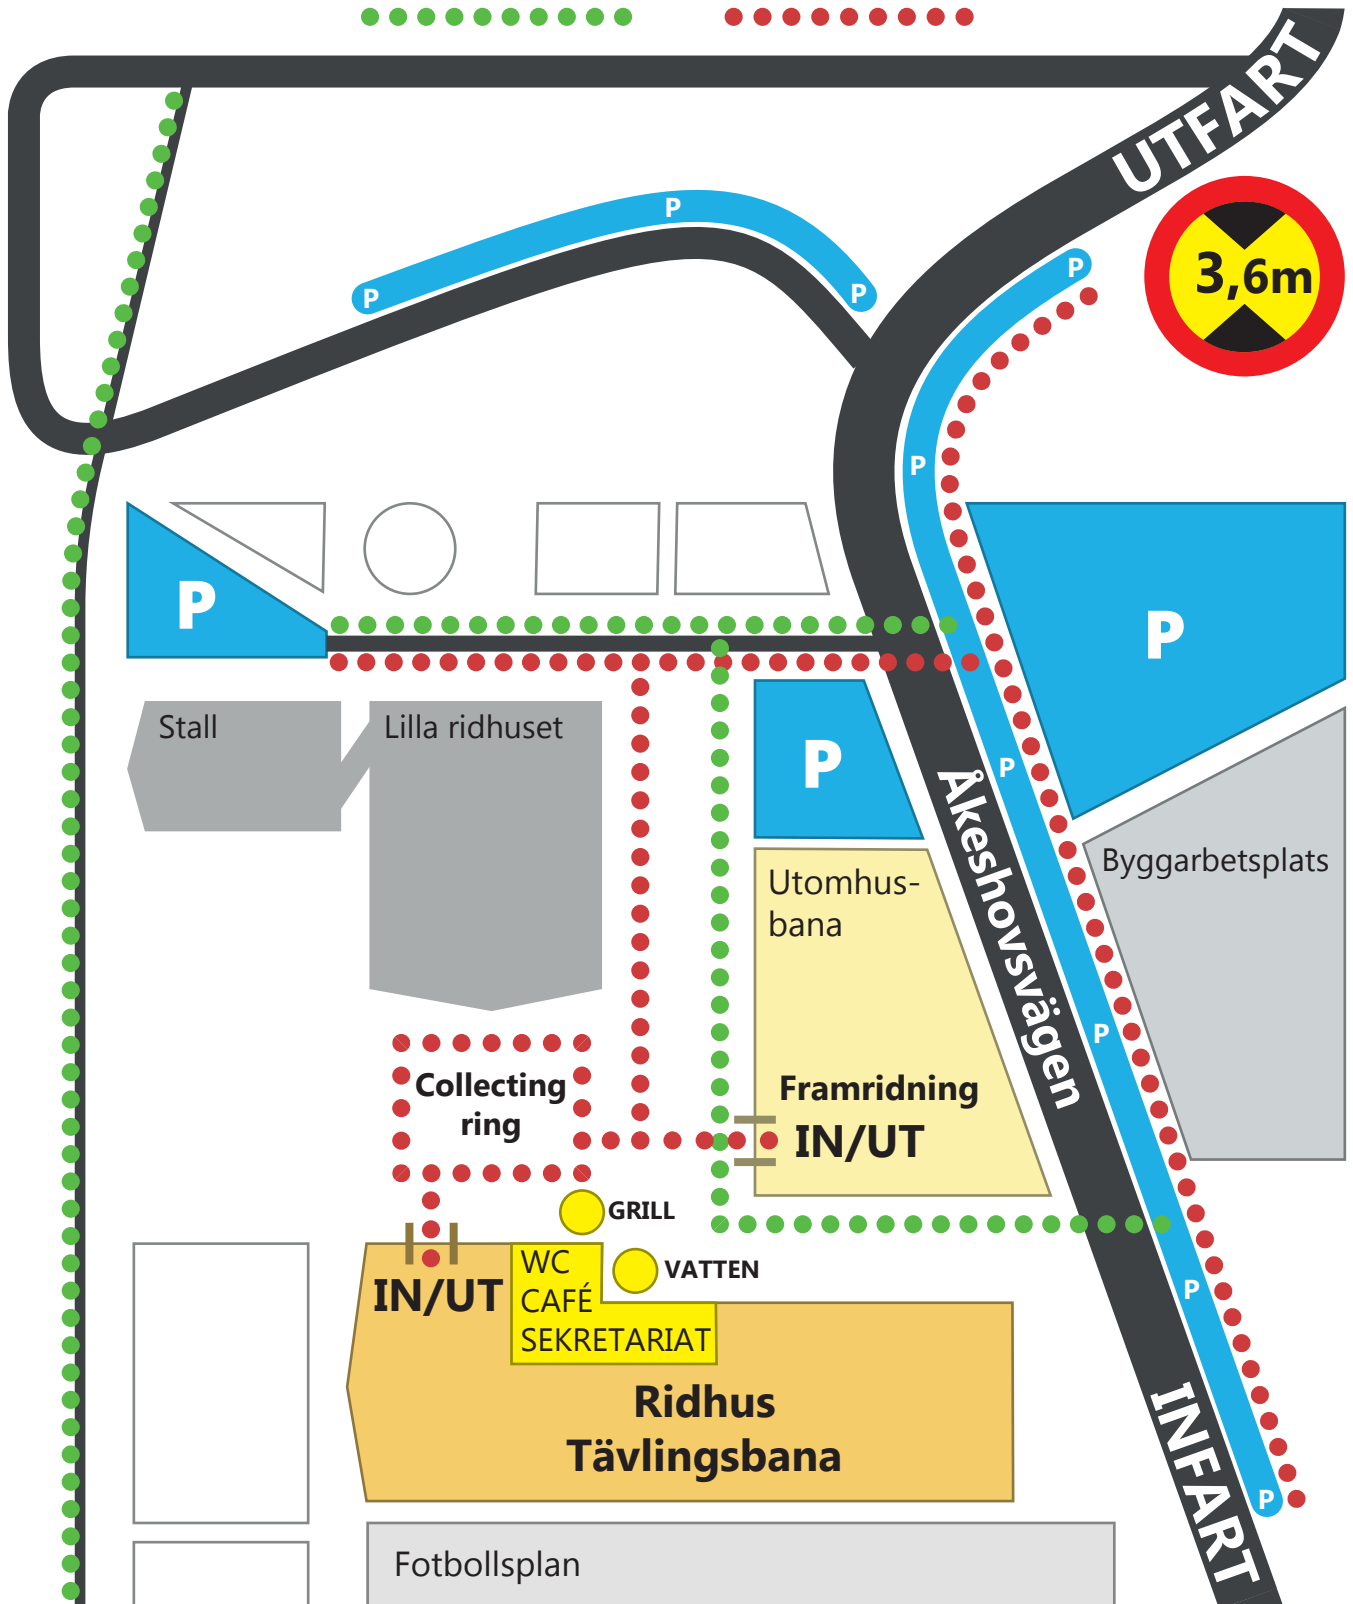 UTFART
P
P
P
P
3,6m
P
P
P
Stall
Lilla ridhuset
P
P
Åkeshovsvägen
Byggarbetsplats
Utomhus-
bana
P
Collecting
ring
Framridning
IN/UT
GRILL
VATTEN
WC
CAFÉ
SEKRETARIAT
IN/UT
P
Ridhus
Tävlingsbana
INFART
P
Fotbollsplan